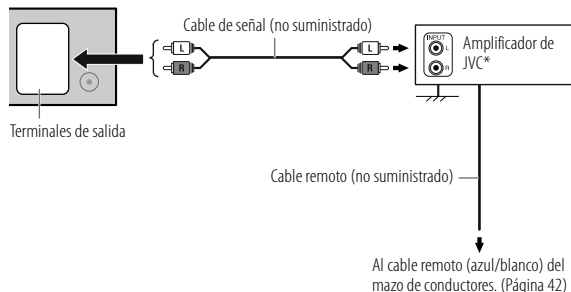 Cable de señal (no suministrado)
L
R
L
R
INPUT
L
R
Amplificador de
JVC*
Terminales de salida
Cable remoto (no suministrado)
Al cable remoto (azul/blanco) del
mazo de conductores. (Página 42)